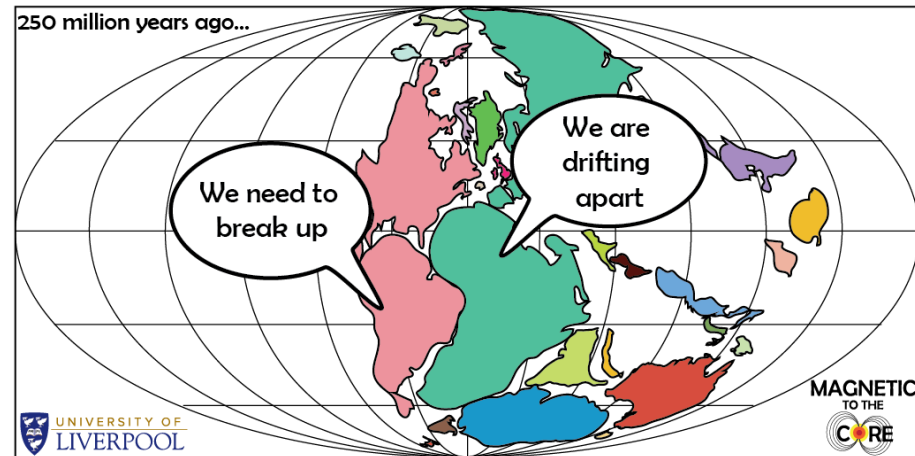 250 million years ago...
We need to
break up
We are
drifting
apart
UNIVERSITY OF
LIVERPOOL
MAGNETIC
TO THE
CORE